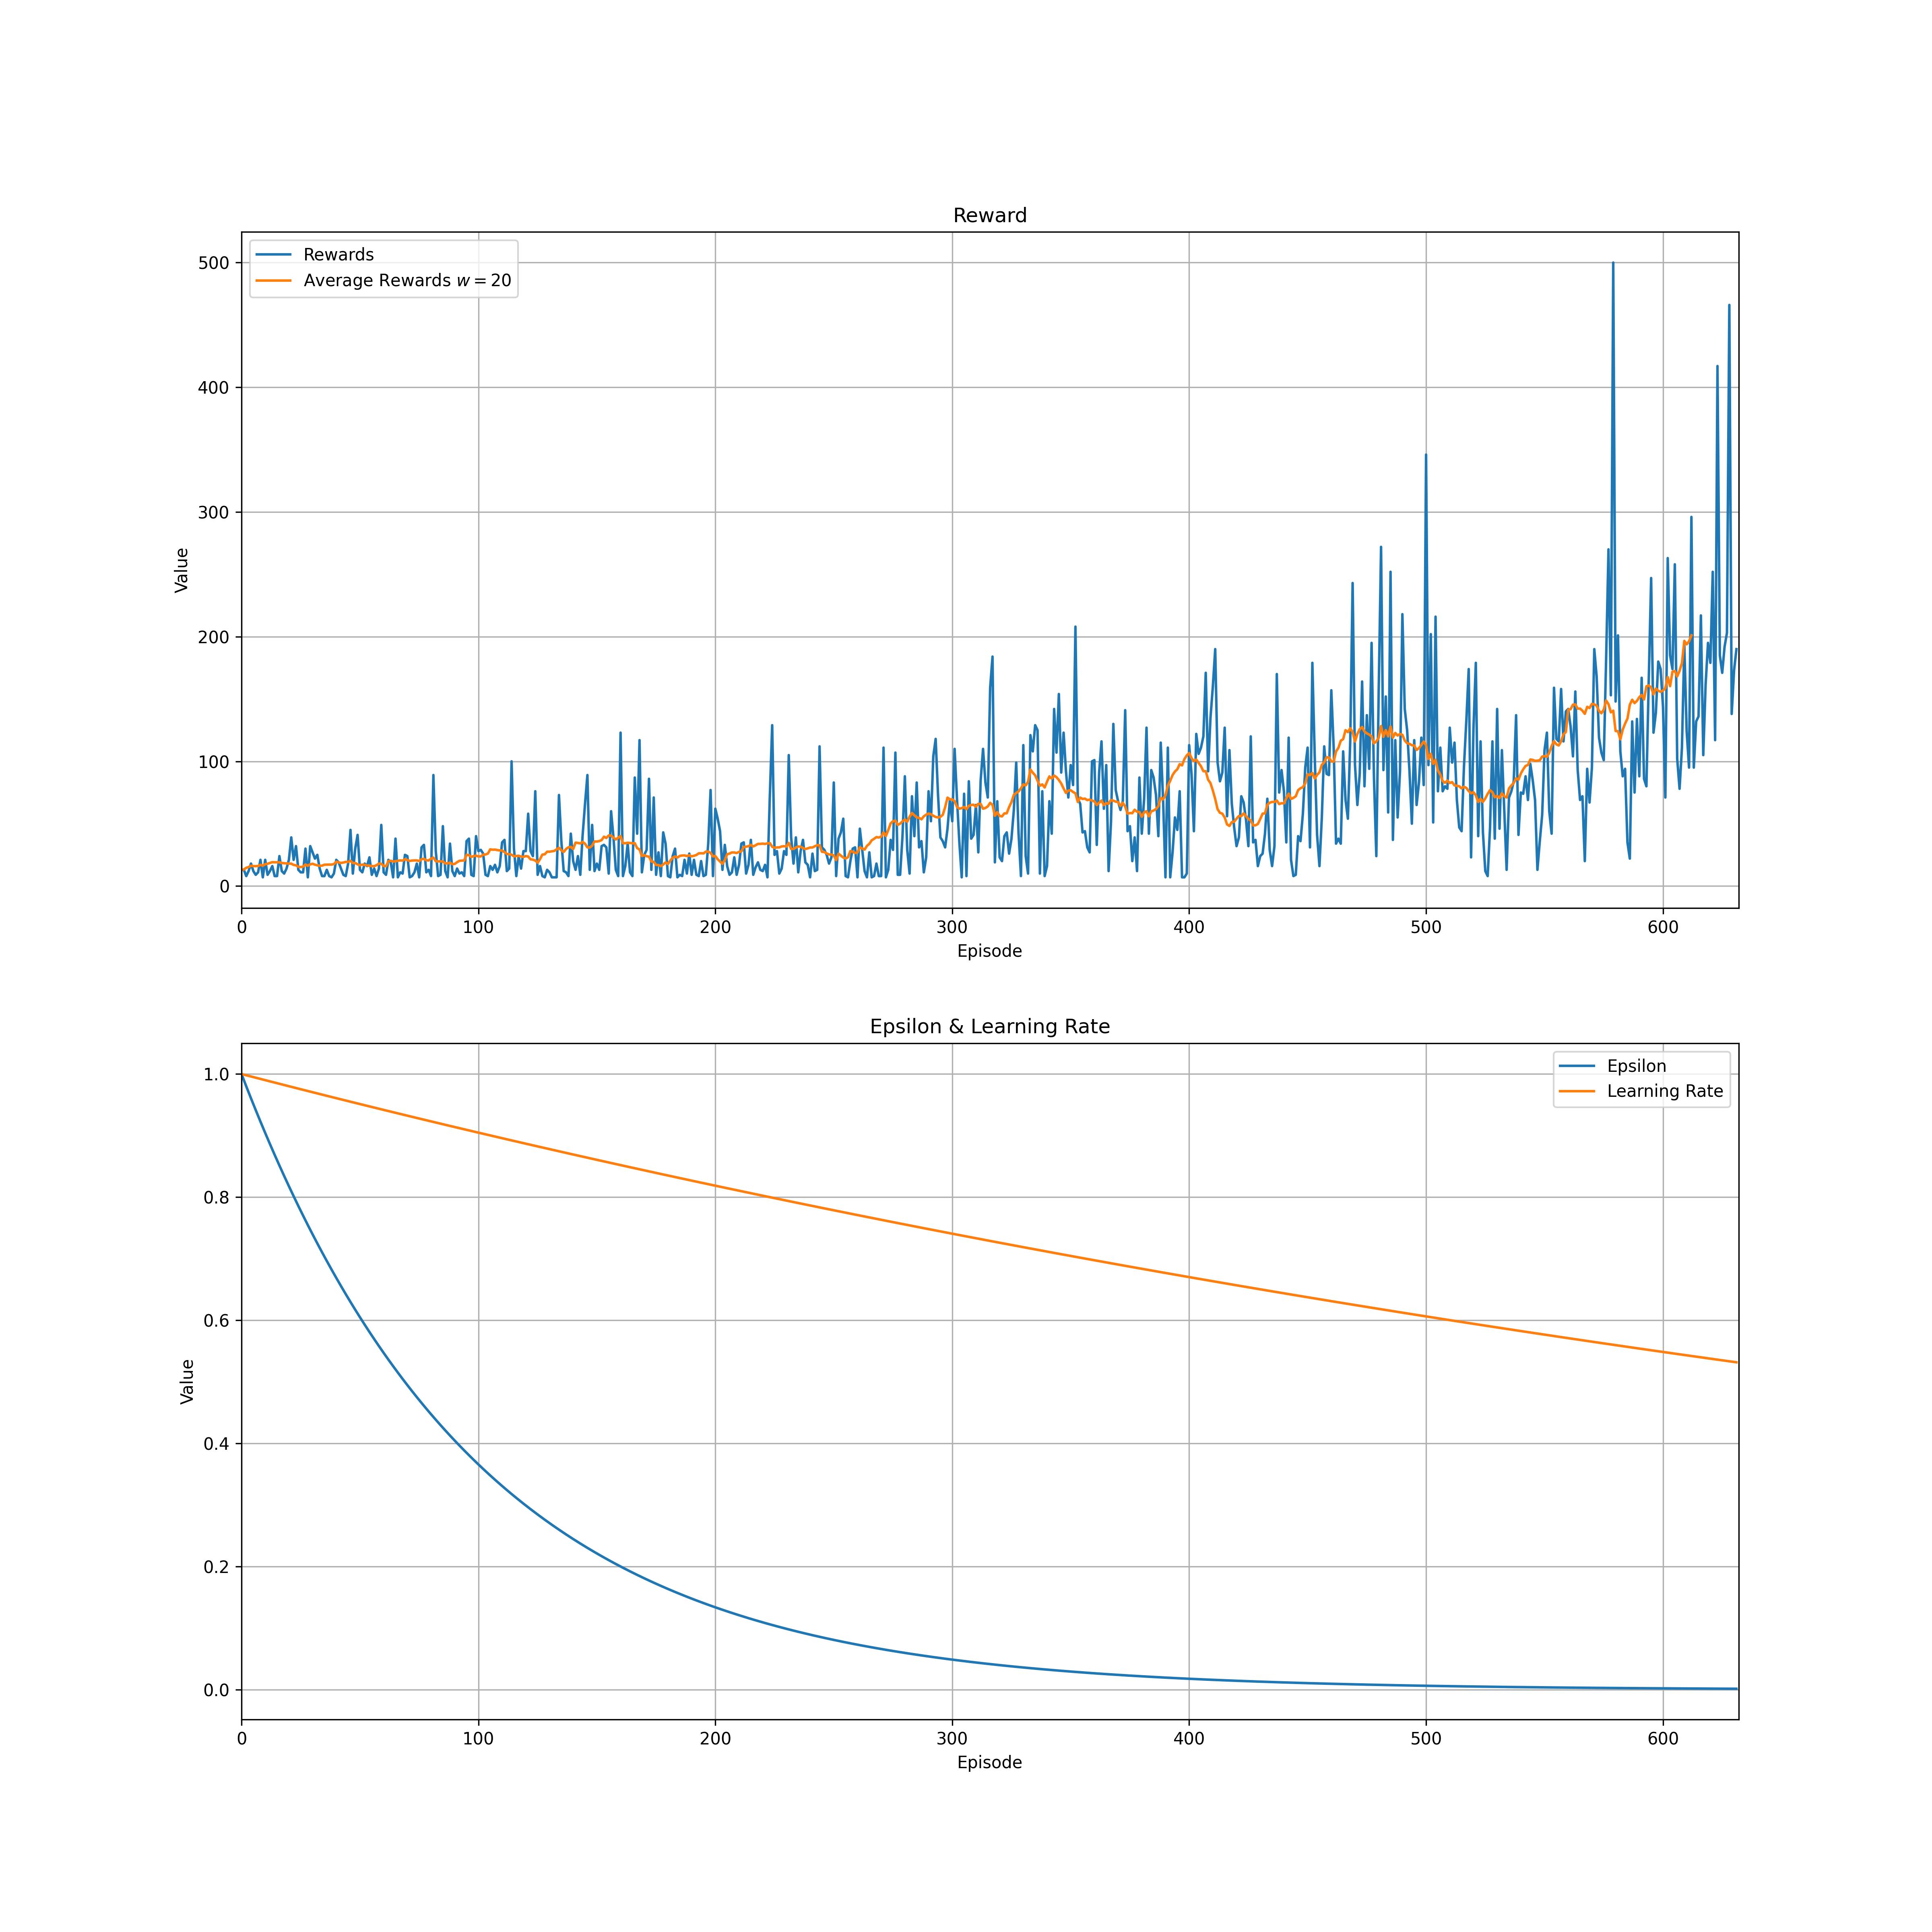 Reward
Rewards
Average Rewards w = 20
500
400
300
200
100
0
Value
0 100 200 300 400 500 600
Episode
Epsilon & Learning Rate
Epsilon
Learning Rate
1.0
0.8
0.6
0.4
0.2
0.0
Value
0 100 200 300 400 500 600
Episode